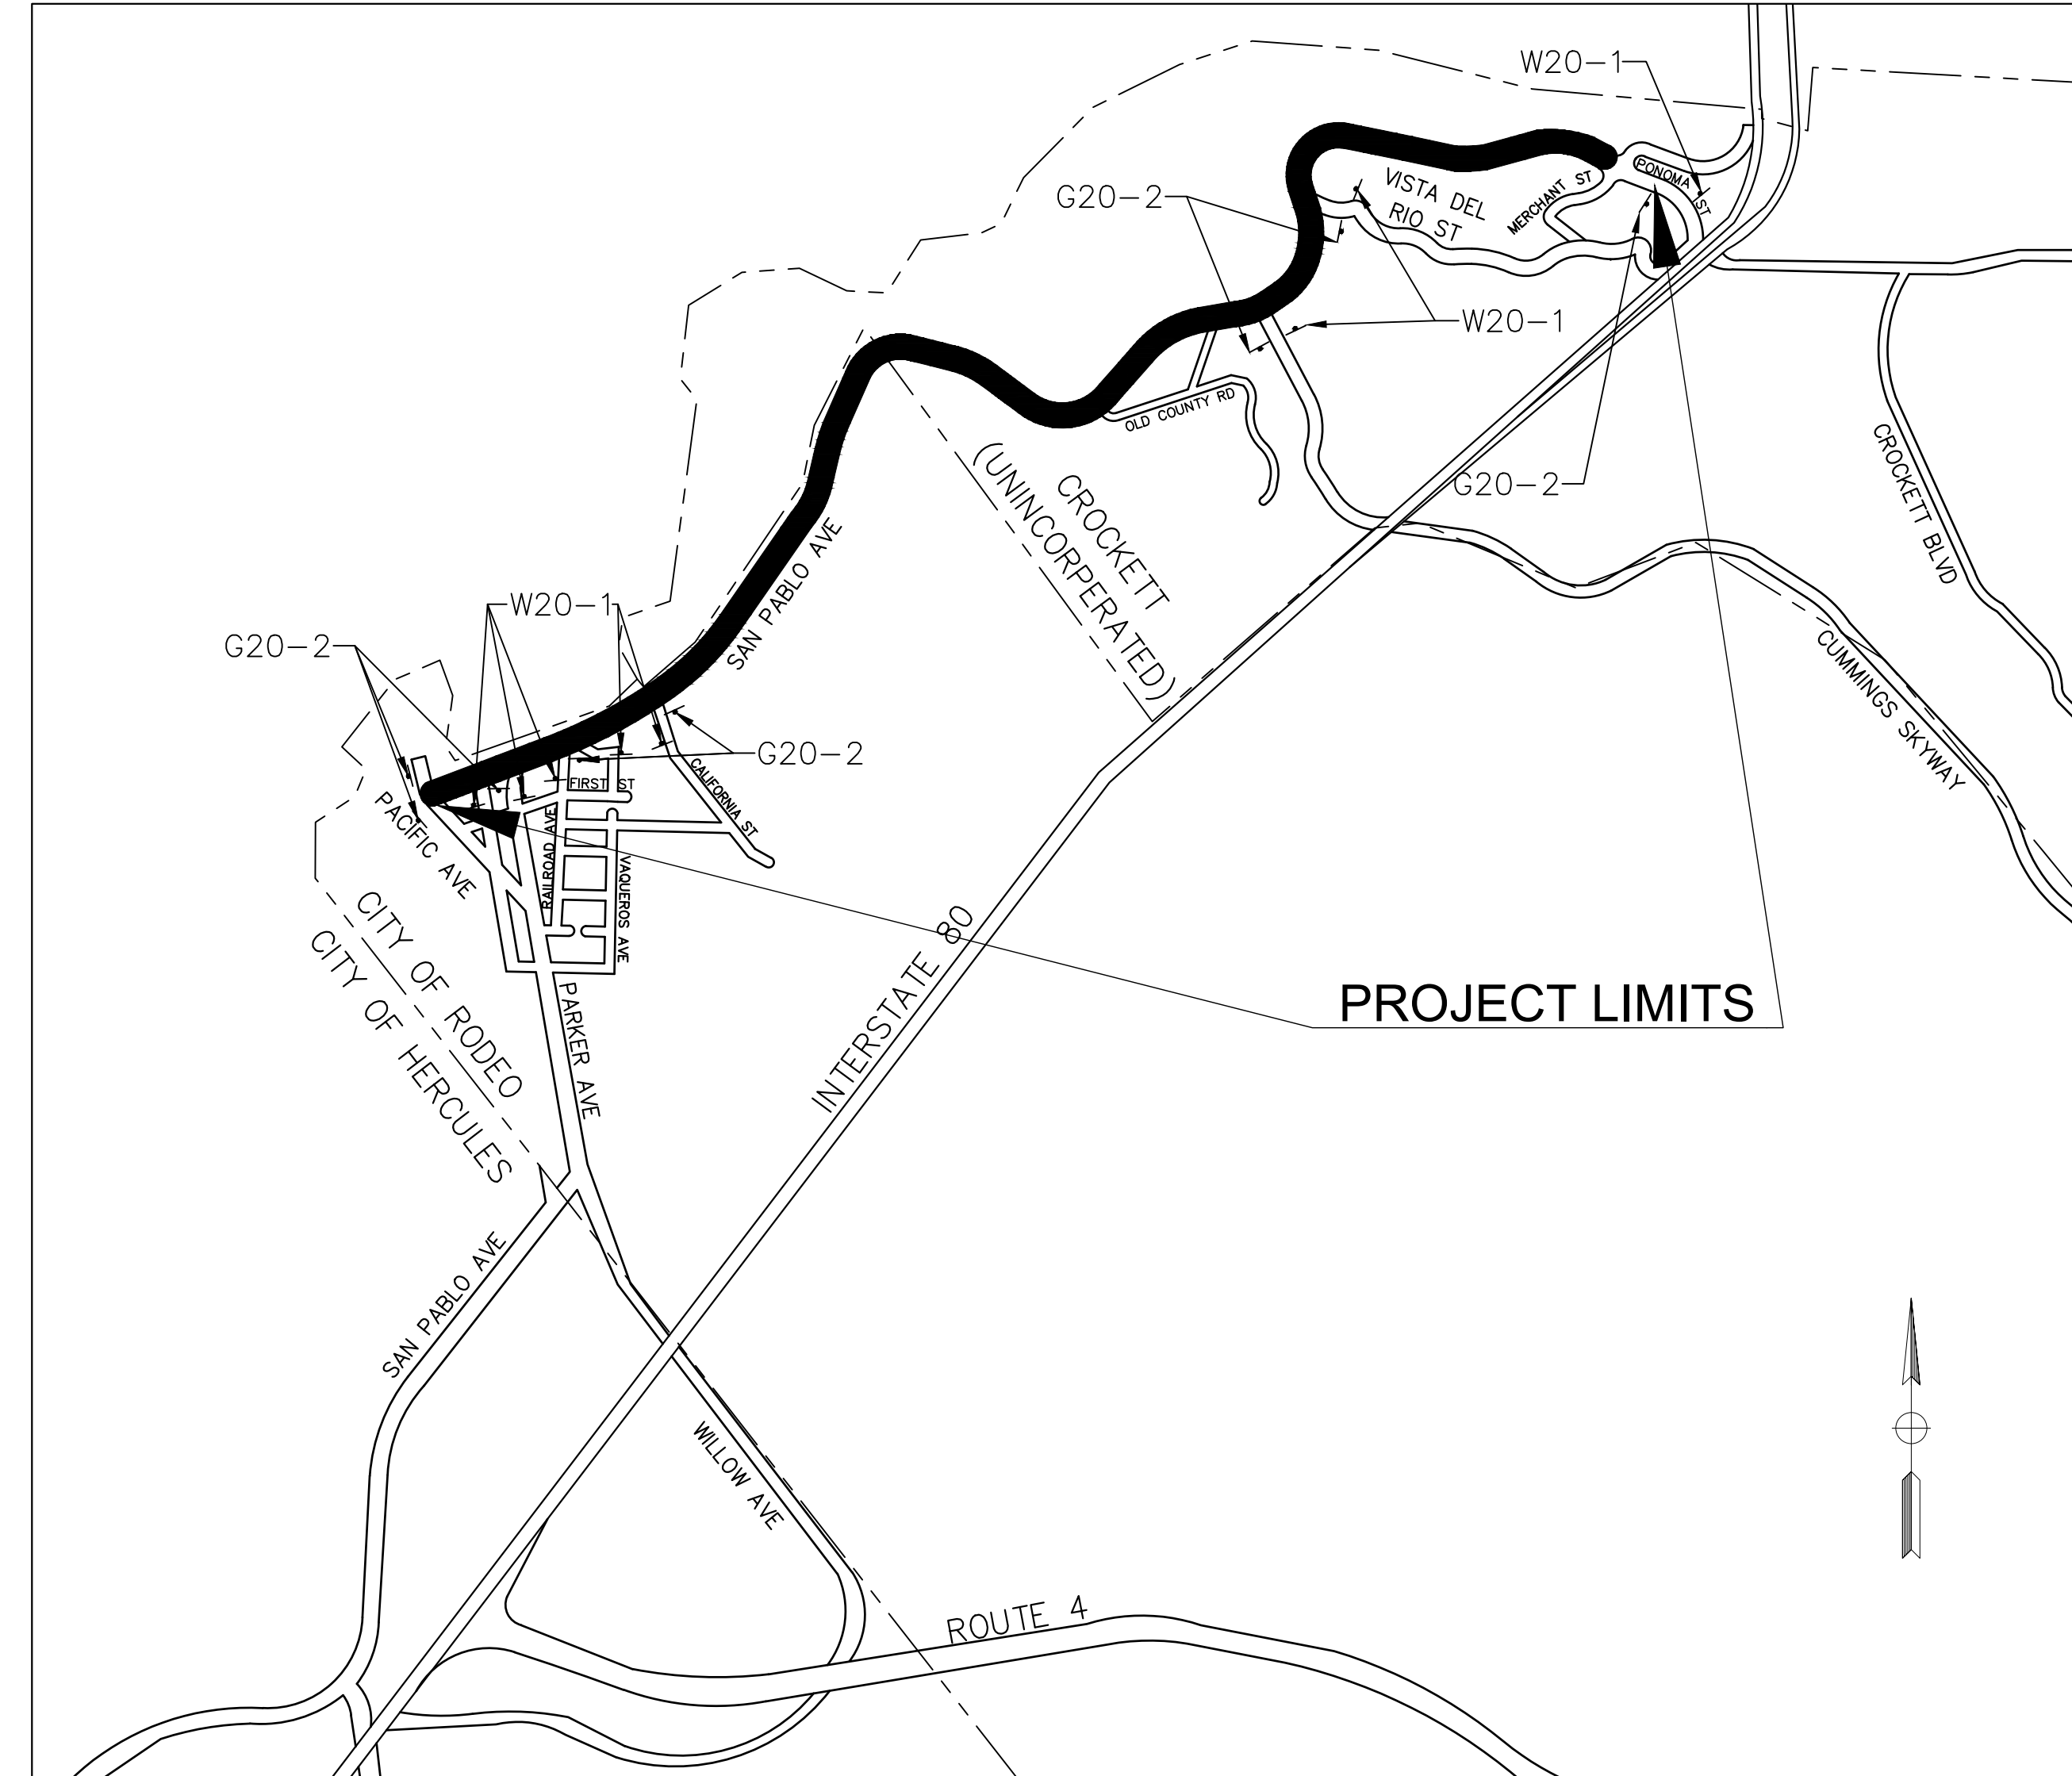 W20-1
G20-2
VISTA DEL
RIO ST
MERCHANT ST
PONOMA
ST
W20-1
OLD COUNTY RD
G20-2
CROCKETT
(UNINCORPERATED)
CROCKETT BLVD
SAN PABLO AVE
W20-1
G20-2
CUMMINGS SKYWAY
G20-2
FIRST ST
CALIFORNIA ST
PACIFIC AVE
RAILROAD AVE
VAQUEROS AVE
CITY OF RODEO
CITY OF HERCULES
INTERSTATE 80
PARKER AVE
PROJECT LIMITS
SAN PABLO AVE
WILLOW AVE
ROUTE 4